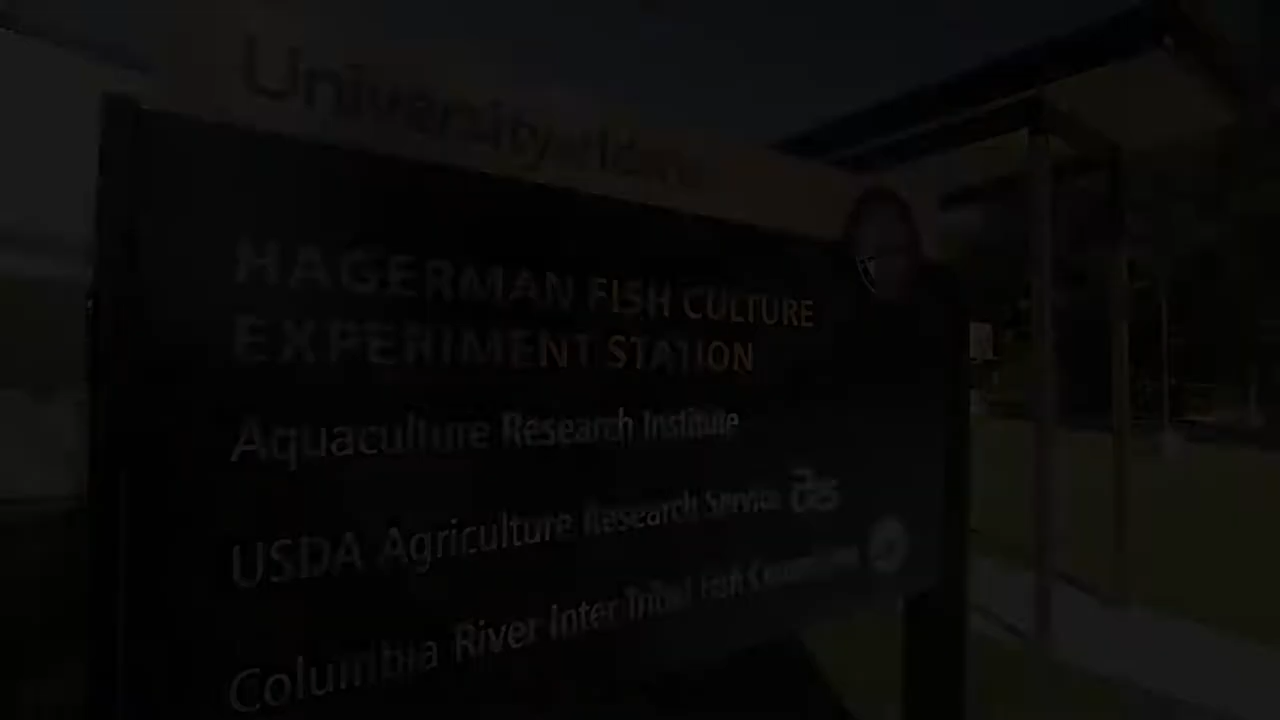 University of Idaho
HAGERMAN FISH CULTURE
EXPERIMENT STATION
Aquaculture Research Institute
USDA Agriculture Research Service
Columbia River Inter Tribal Fish Commission